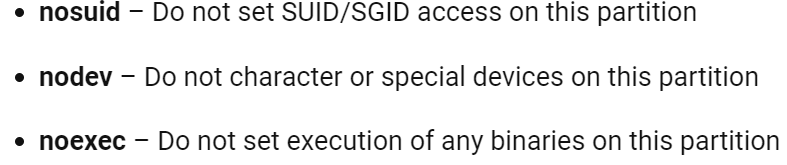 • nosuid – Do not set SUID/SGID access on this partition
• nodev – Do not character or special devices on this partition
• noexec – Do not set execution of any binaries on this partition